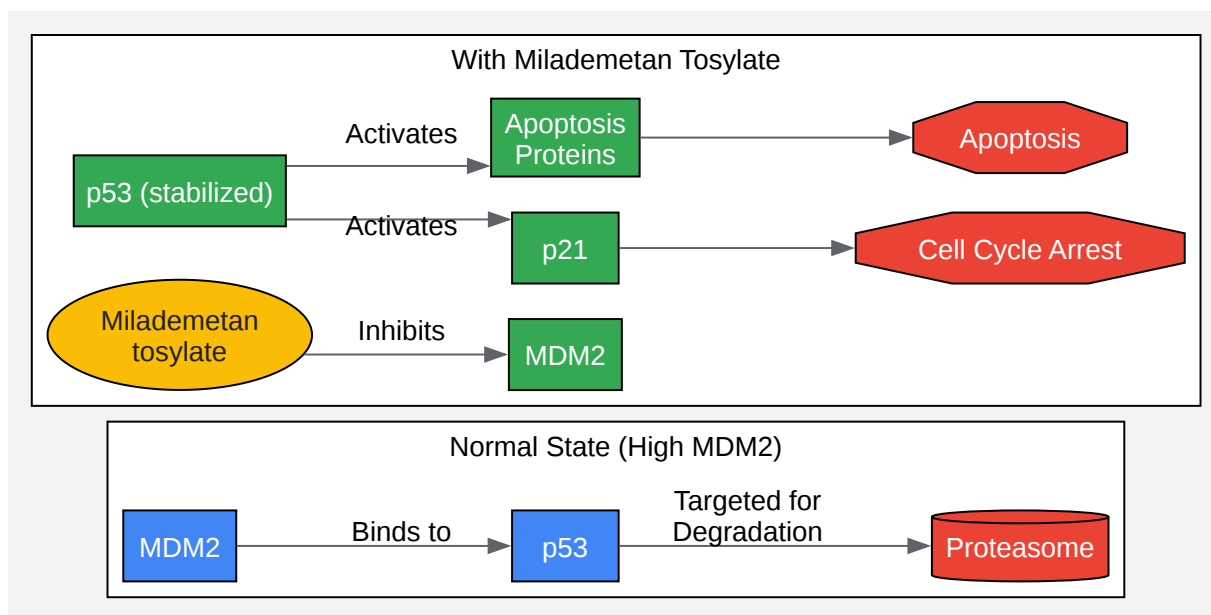 With Milademetan Tosylate
Activates
Apoptosis
Proteins
Apoptosis
p53 (stabilized)
Activates
p21
Cell Cycle Arrest
Milademetan
tosylate
Inhibits
MDM2
Normal State (High MDM2)
MDM2
Binds to
p53
Targeted for
Degradation
Proteasome